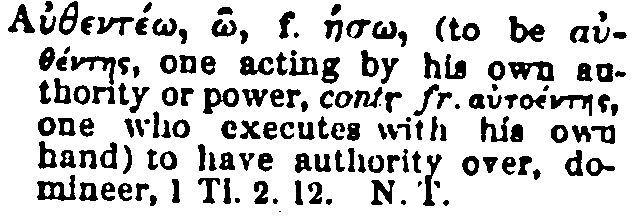 Αὐθεντέω, ῶ, f. ήσω, (to be αὐ-
θέντης, one acting by his own au-
thority or power, contr fr. αὐτοέντης,
one who executes with his own
hand) to have authority over, do-
mineer, 1 Ti. 2. 12. N. T.